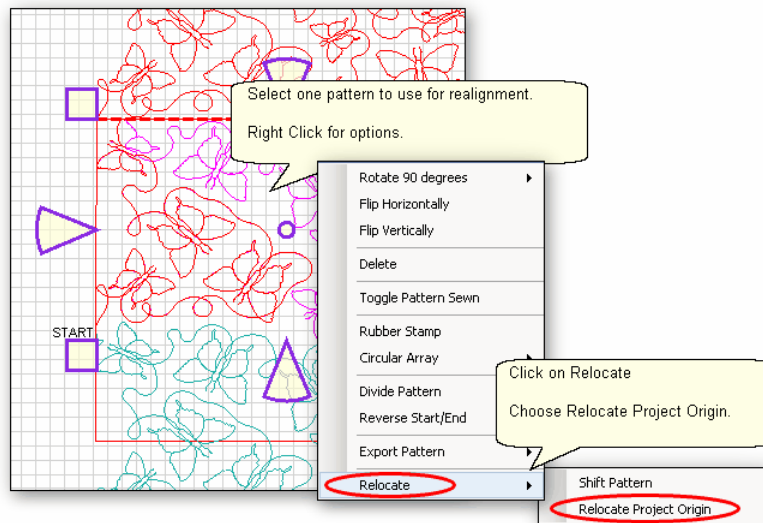 Select one pattern to use for realignment.
Right Click for options.
START
Rotate 90 degrees
Flip Horizontally
Flip Vertically
Delete
Toggle Pattern Sewn
Rubber Stamp
Circular Array
Divide Pattern
Reverse Start/End
Export Pattern
Relocate
Click on Relocate
Choose Relocate Project Origin.
Shift Pattern
Relocate Project Origin